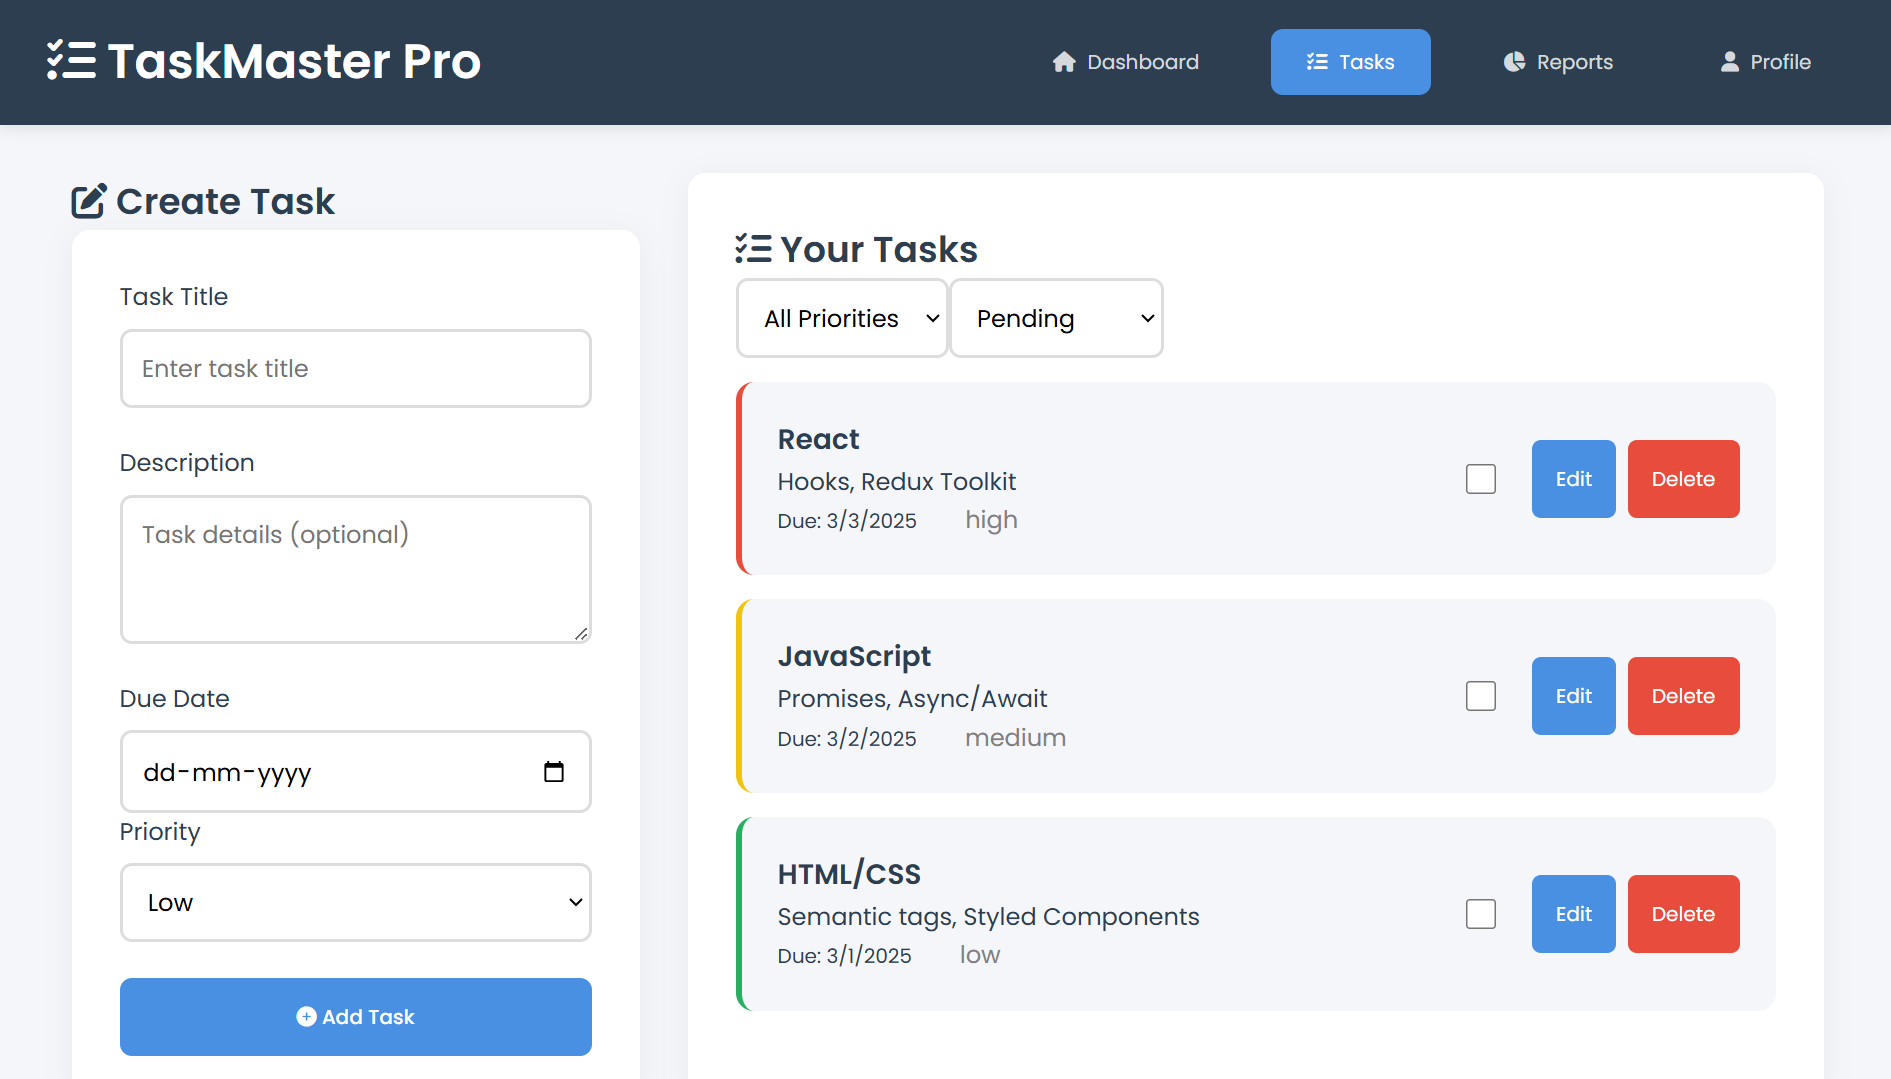 TaskMaster Pro
Dashboard
Tasks
Reports
Profile
Create Task
Task Title
Enter task title
Description
Task details (optional)
Due Date
dd-mm-yyyy
Priority
Low
Add Task
Your Tasks
All Priorities
Pending
React
Hooks, Redux Toolkit
Due: 3/3/2025 high
Edit
Delete
JavaScript
Promises, Async/Await
Due: 3/2/2025 medium
Edit
Delete
HTML/CSS
Semantic tags, Styled Components
Due: 3/1/2025 low
Edit
Delete